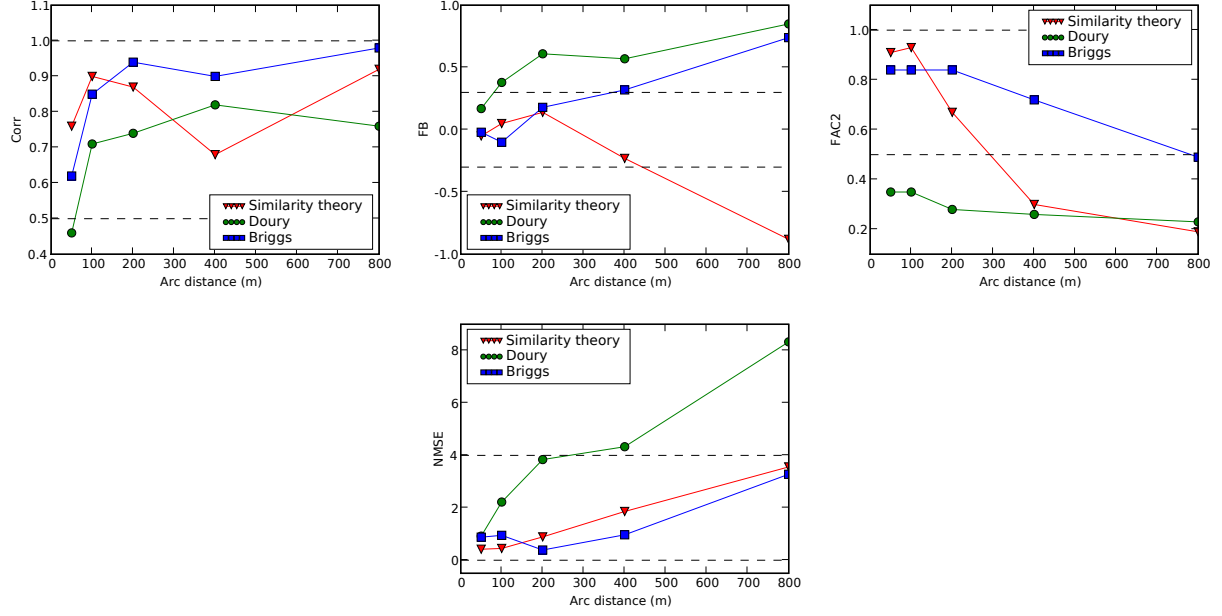 1.1
1.0
0.9
0.8
0.7
0.6
0.5
0.4
Corr
0 100 200 300 400 500 600 700 800
Arc distance (m)
Similarity theory
Doury
Briggs
1.0
0.5
0.0
-0.5
-1.0
FB
0 100 200 300 400 500 600 700 800
Arc distance (m)
Similarity theory
Doury
Briggs
1.0
0.8
0.6
0.4
0.2
FAC2
0 100 200 300 400 500 600 700 800
Arc distance (m)
Similarity theory
Doury
Briggs
8
6
4
2
0
NMSE
0 100 200 300 400 500 600 700 800
Arc distance (m)
Similarity theory
Doury
Briggs